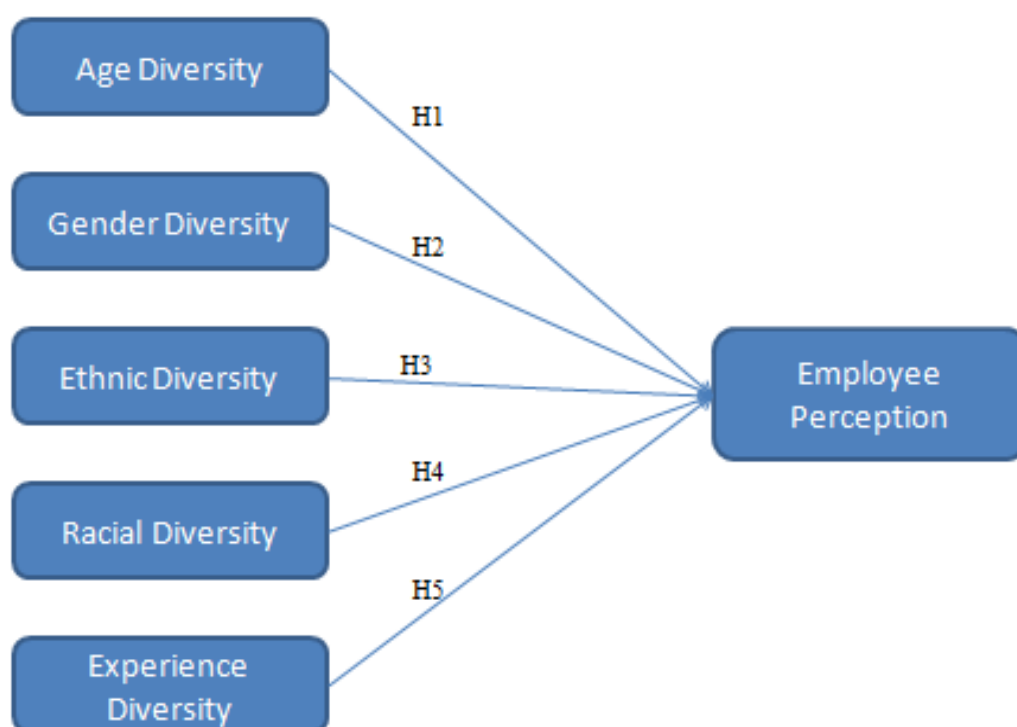 Age Diversity
H1
Gender Diversity
H2
Ethnic Diversity
H3
Employee
Perception
Racial Diversity
H4
Experience
Diversity
H5